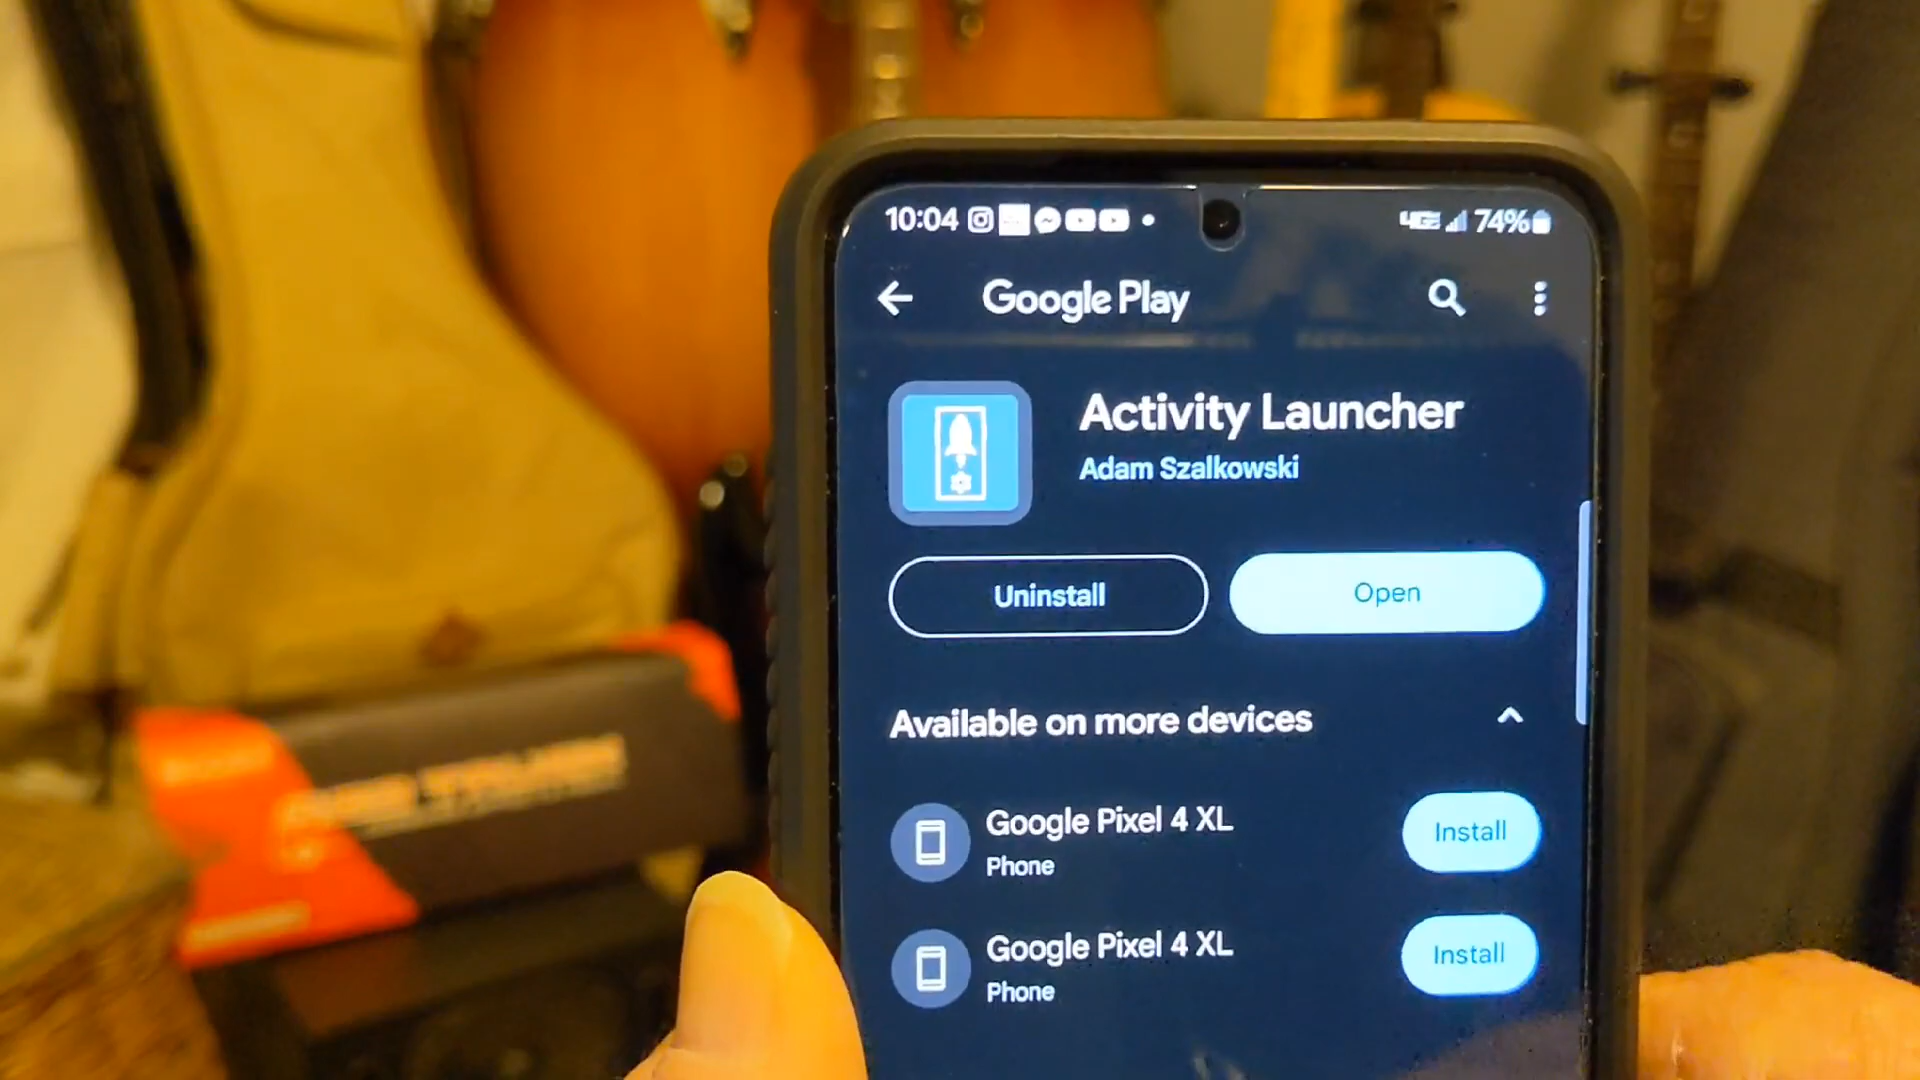 10:04 74%
Google Play
Activity Launcher
Adam Szalkowski
Uninstall Open
Available on more devices
Google Pixel 4 XL
Phone
Install
Google Pixel 4 XL
Phone
Install